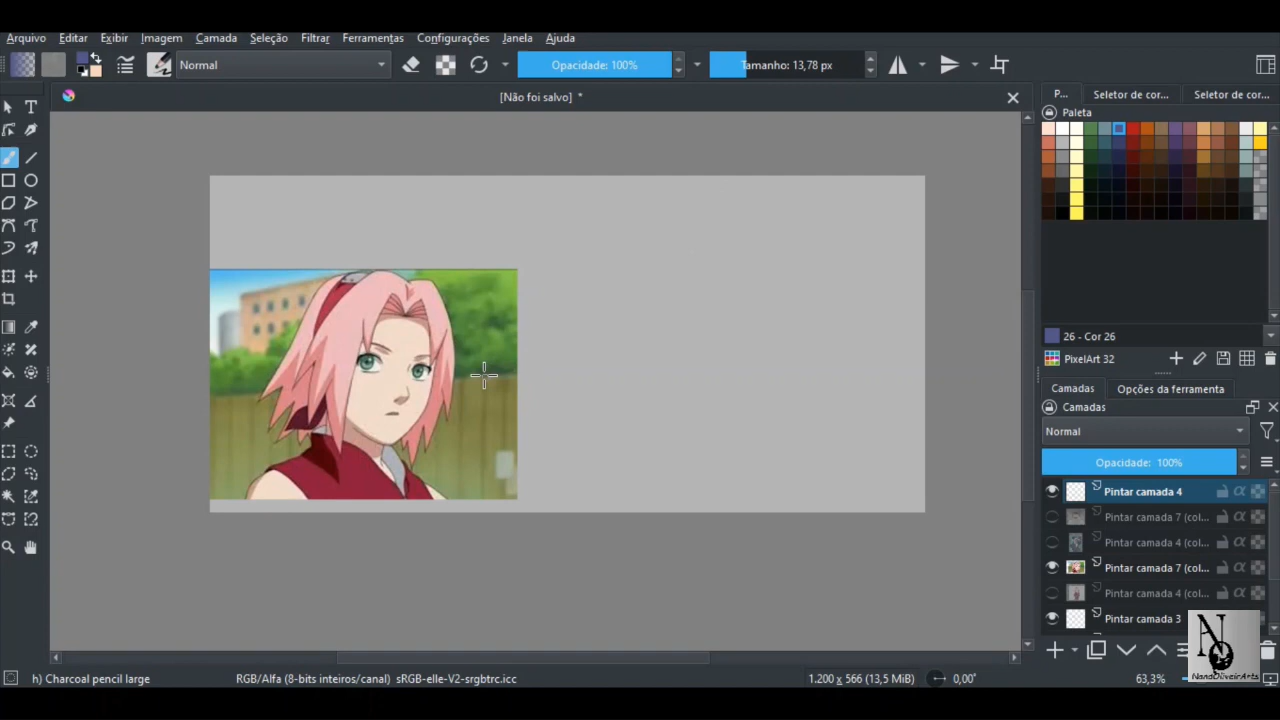 Arquivo Editar Exibir Imagem Camada Seleção Filtrar Ferramentas Configurações Janela Ajuda
Normal Opacidade: 100% Tamanho: 13,78 px
[Não foi salvo] *
P... Seletor de cor... Seletor de cor...
Paleta
26 - Cor 26
PixelArt 32
Camadas Opções da ferramenta
Camadas
Normal
Opacidade: 100%
Pintar camada 4
Pintar camada 7 (col...
Pintar camada 4 (col...
Pintar camada 7 (col...
Pintar camada 4 (col...
Pintar camada 3
NandOliveirArts
h) Charcoal pencil large RGB/Alfa (8-bits inteiros/canal) sRGB-elle-V2-srgbtrc.icc 1.200 x 566 (13,5 MiB) 0,00° 63,3%